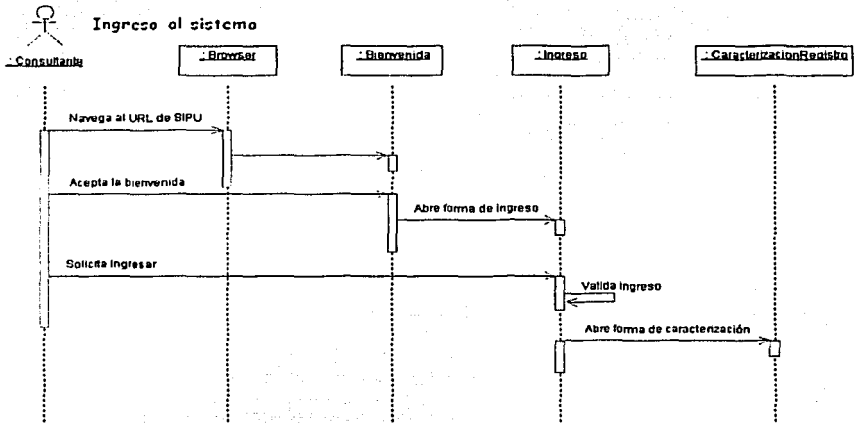 Ingreso al sistema
: Consultante
: Browser
: Bienvenida
: Ingreso
: CaracterizacionRegistro
Navega al URL de SIPU
Acepta la bienvenida
Abre forma de ingreso
Solicita ingresar
Valida ingreso
Abre forma de caracterización